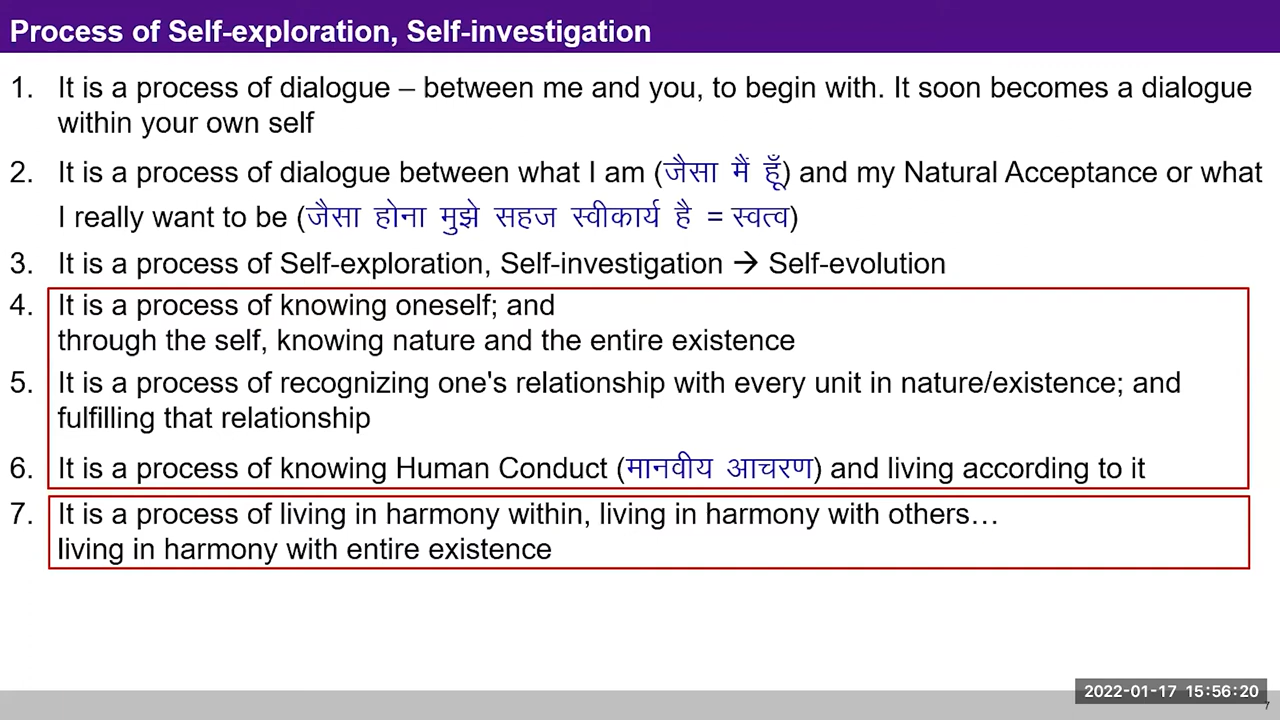 Process of Self-exploration, Self-investigation
1. It is a process of dialogue – between me and you, to begin with. It soon becomes a dialogue
within your own self
2. It is a process of dialogue between what I am (जैसा मैं हूँ) and my Natural Acceptance or what
I really want to be (जैसा होना मुझे सहज स्वीकार्य है = स्वत्व)
3. It is a process of Self-exploration, Self-investigation → Self-evolution
4. It is a process of knowing oneself; and
through the self, knowing nature and the entire existence
5. It is a process of recognizing one's relationship with every unit in nature/existence; and
fulfilling that relationship
6. It is a process of knowing Human Conduct (मानवीय आचरण) and living according to it
7. It is a process of living in harmony within, living in harmony with others…
living in harmony with entire existence
2022-01-17 15:56:20
7